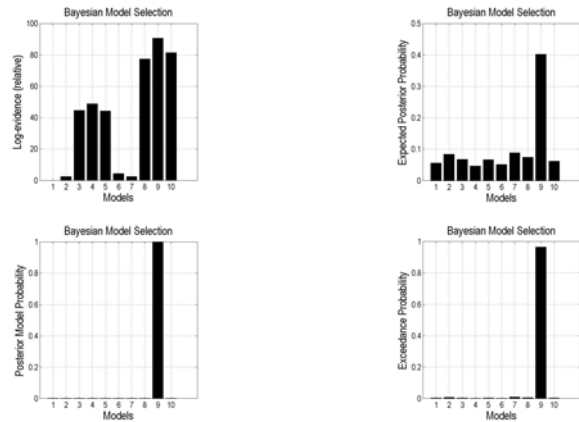 Bayesian Model Selection
Log-evidence (relative)
100
80
60
40
20
0
1 2 3 4 5 6 7 8 9 10
Models
Bayesian Model Selection
Expected Posterior Probability
0.5
0.4
0.3
0.2
0.1
0
1 2 3 4 5 6 7 8 9 10
Models
Bayesian Model Selection
Posterior Model Probability
1
0.8
0.6
0.4
0.2
0
1 2 3 4 5 6 7 8 9 10
Models
Bayesian Model Selection
Exceedance Probability
1
0.8
0.6
0.4
0.2
0
1 2 3 4 5 6 7 8 9 10
Models